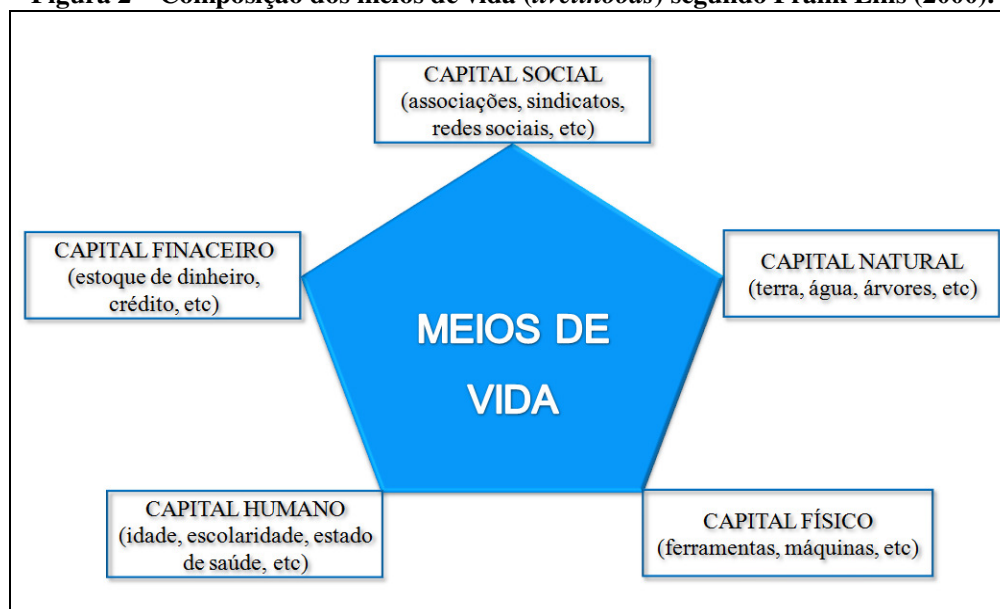 Figura 2 – Composição dos meios de vida (livelihoods) segundo Frank Ellis (2000).
CAPITAL SOCIAL
(associações, sindicatos,
redes sociais, etc)
CAPITAL FINACEIRO
(estoque de dinheiro,
crédito, etc)
CAPITAL NATURAL
(terra, água, árvores, etc)
MEIOS DE
VIDA
CAPITAL HUMANO
(idade, escolaridade, estado
de saúde, etc)
CAPITAL FÍSICO
(ferramentas, máquinas, etc)